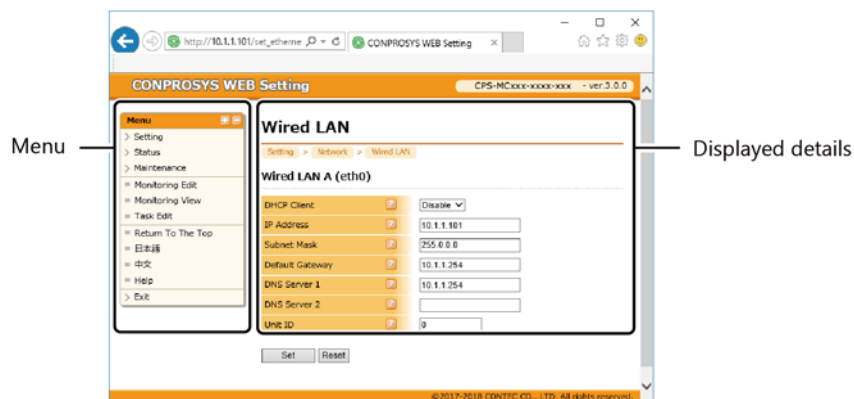 http://10.1.1.101/set_etherne
CONPROSYS WEB Setting
CONPROSYS WEB Setting
CPS-MCxxx-xxxx-xxx - ver.3.0.0
Menu
Displayed details
Menu
> Setting
> Status
> Maintenance
Monitoring Edit
Monitoring View
Task Edit
Return To The Top
日本語
中文
Help
> Exit
Wired LAN
Setting > Network > Wired LAN
Wired LAN A (eth0)
DHCP Client ? Disable
IP Address ? 10.1.1.101
Subnet Mask ? 255.0.0.0
Default Gateway ? 10.1.1.254
DNS Server 1 ? 10.1.1.254
DNS Server 2 ?
Unit ID ? 0
Set Reset
©2017-2018 CONTEC CO., LTD. All rights reserved.